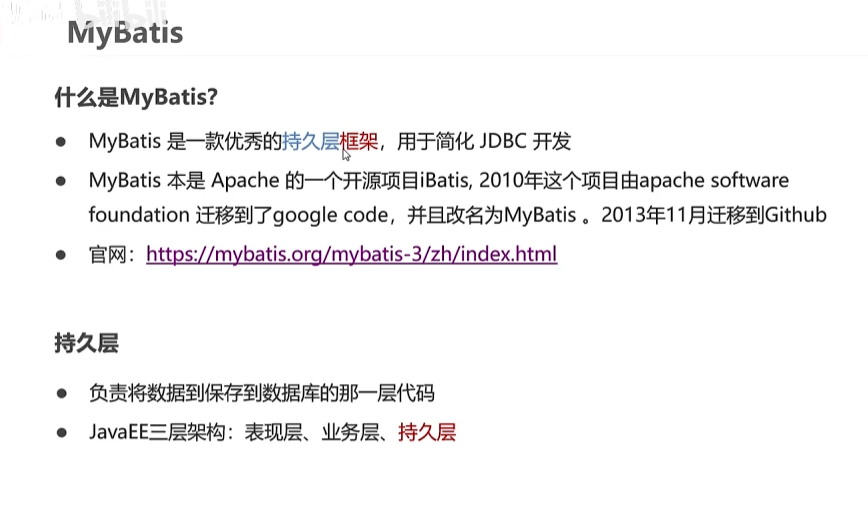 MyBatis
什么是MyBatis?
● MyBatis 是一款优秀的持久层框架，用于简化 JDBC 开发
● MyBatis 本是 Apache 的一个开源项目iBatis, 2010年这个项目由apache software
foundation 迁移到了google code，并且改名为MyBatis 。2013年11月迁移到Github
● 官网：https://mybatis.org/mybatis-3/zh/index.html
持久层
● 负责将数据到保存到数据库的那一层代码
● JavaEE三层架构：表现层、业务层、持久层